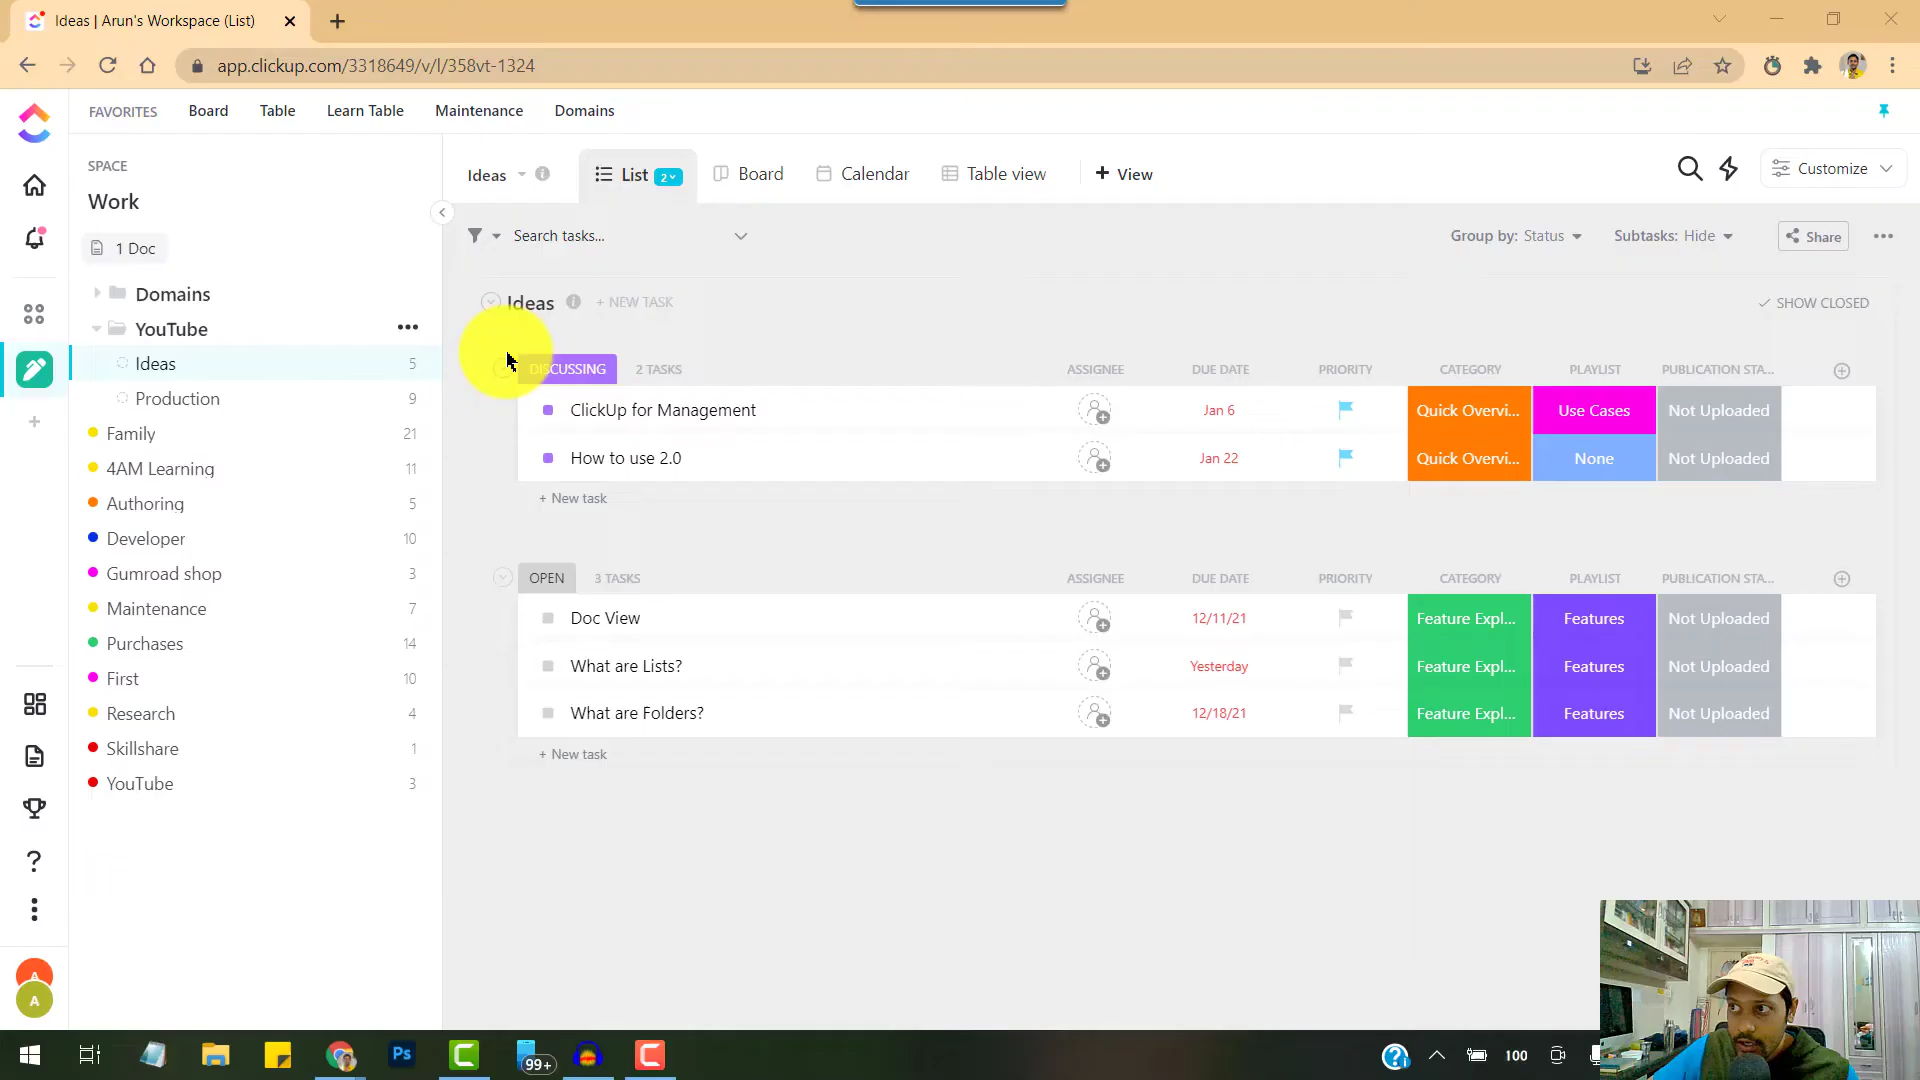 Ideas | Arun's Workspace (List)
app.clickup.com/3318649/v/l/358vt-1324
FAVORITES Board Table Learn Table Maintenance Domains
SPACE
Work
1 Doc
Domains
YouTube
Ideas 5
Production 9
Family 21
4AM Learning 11
Authoring 5
Developer 10
Gumroad shop 3
Maintenance 7
Purchases 14
First 10
Research 4
Skillshare 1
YouTube 3
A
A
Ideas List 2 Board Calendar Table view + View Customize
Search tasks... Group by: Status Subtasks: Hide Share
Ideas + NEW TASK SHOW CLOSED
DISCUSSING 2 TASKS ASSIGNEE DUE DATE PRIORITY CATEGORY PLAYLIST PUBLICATION STA...
ClickUp for Management Jan 6 Quick Overvi... Use Cases Not Uploaded
How to use 2.0 Jan 22 Quick Overvi... None Not Uploaded
+ New task
OPEN 3 TASKS ASSIGNEE DUE DATE PRIORITY CATEGORY PLAYLIST PUBLICATION STA...
Doc View 12/11/21 Feature Expl... Features Not Uploaded
What are Lists? Yesterday Feature Expl... Features Not Uploaded
What are Folders? 12/18/21 Feature Expl... Features Not Uploaded
+ New task
Ps 99+ 100